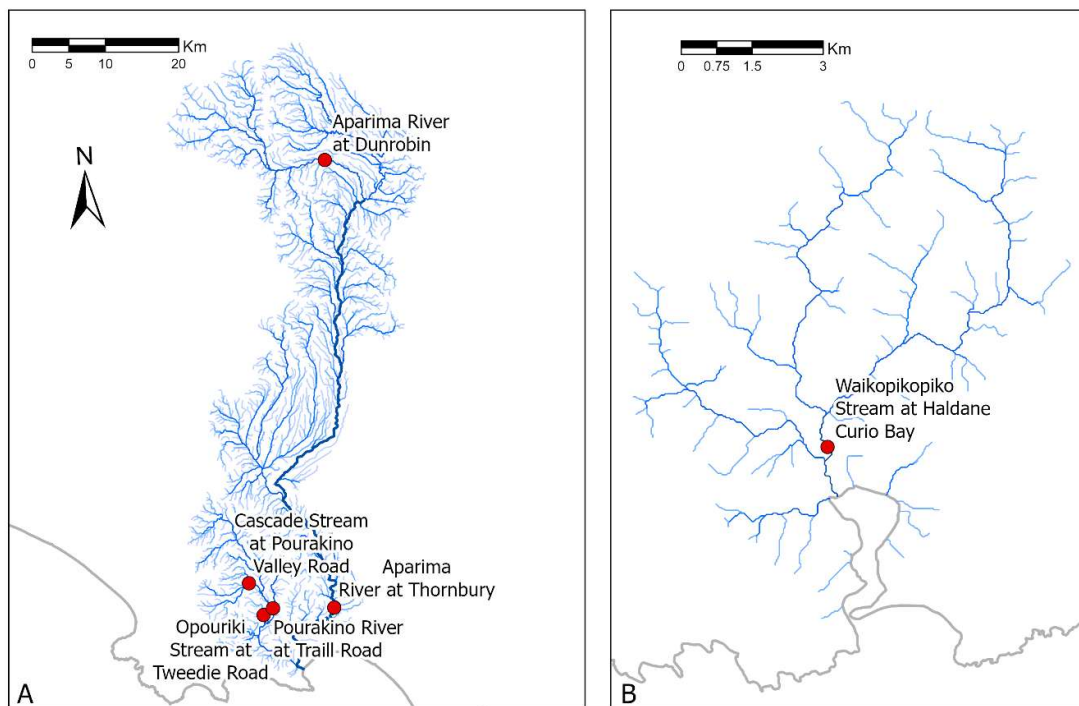 Km
0 5 10 20
N
Aparima River
at Dunrobin
Cascade Stream
at Pourakino
Valley Road
Aparima
River at Thornbury
Opouriki
Stream at
Tweedie Road
Pourakino River
at Traill Road
A
Km
0 0.75 1.5 3
Waikopikopiko
Stream at Haldane
Curio Bay
B